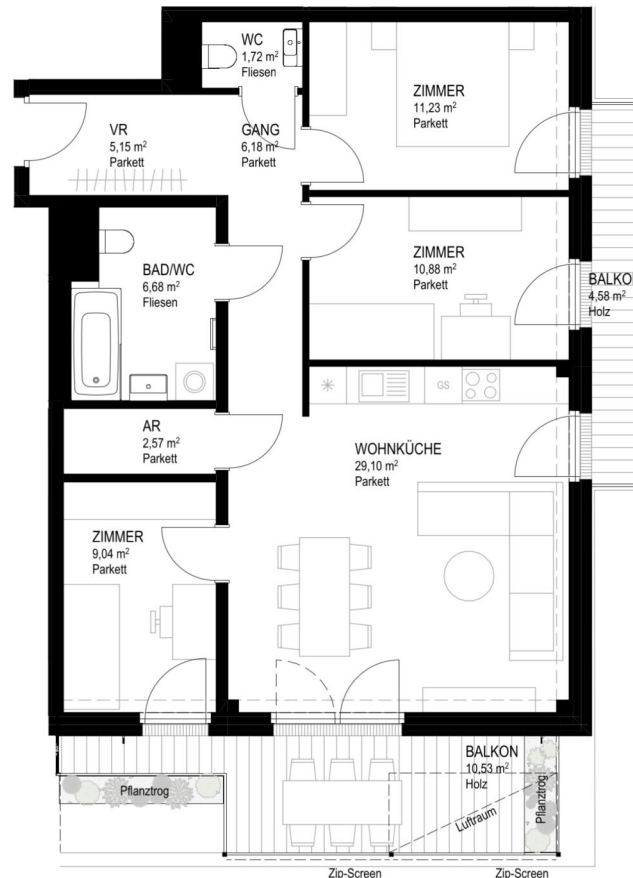 WC
1,72 m²
Fliesen
ZIMMER
11,23 m²
Parkett
VR
5,15 m²
Parkett
GANG
6,18 m²
Parkett
ZIMMER
10,88 m²
Parkett
BAD/WC
6,68 m²
Fliesen
BALKON
4,58 m²
Holz
GS
AR
2,57 m²
Parkett
WOHNKÜCHE
29,10 m²
Parkett
ZIMMER
9,04 m²
Parkett
BALKON
10,53 m²
Holz
Pflanztrog
Luftraum
Pflanztrog
Zip-Screen
Zip-Screen